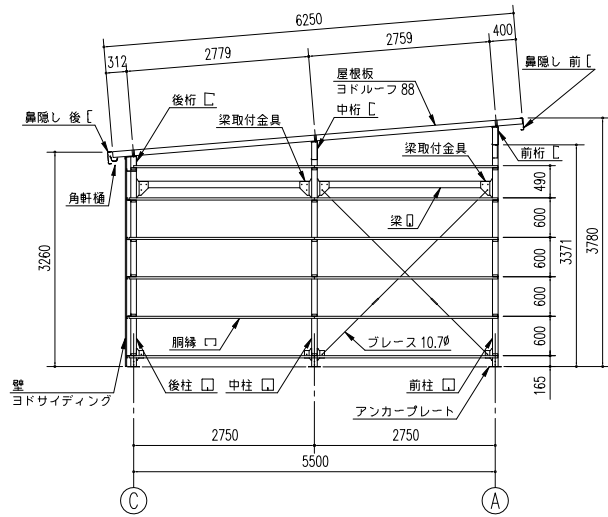 6250
312
2779
2759
400
鼻隠し 前
屋根板
ヨドルーフ 88
後桁
中桁
鼻隠し 後
梁取付金具
梁取付金具
前桁
角軒樋
梁
490
600
600
600
600
165
3371
3780
3260
胴縁
ブレース 10.7φ
壁
ヨドサイディング
後柱
中柱
前柱
アンカープレート
2750
2750
5500
C
A